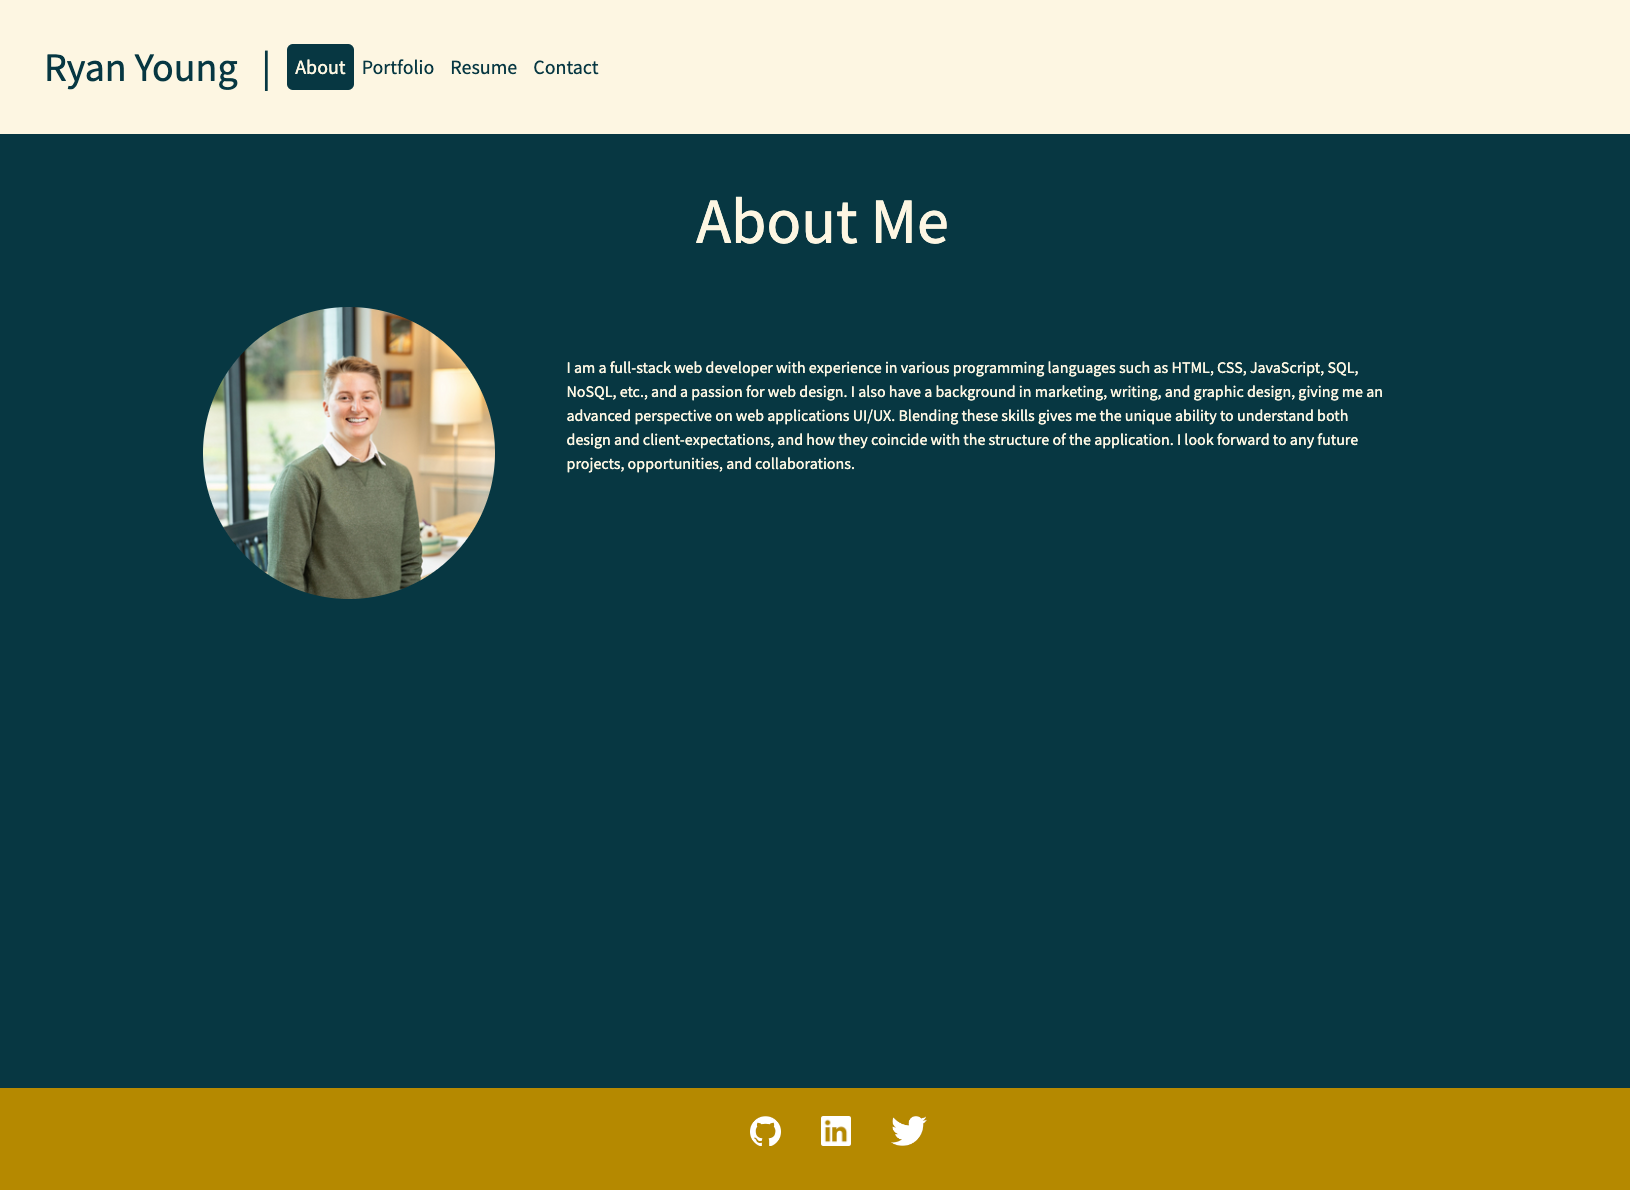 Ryan Young | About Portfolio Resume Contact
About Me
I am a full-stack web developer with experience in various programming languages such as HTML, CSS, JavaScript, SQL,
NoSQL, etc., and a passion for web design. I also have a background in marketing, writing, and graphic design, giving me an
advanced perspective on web applications UI/UX. Blending these skills gives me the unique ability to understand both
design and client-expectations, and how they coincide with the structure of the application. I look forward to any future
projects, opportunities, and collaborations.
in